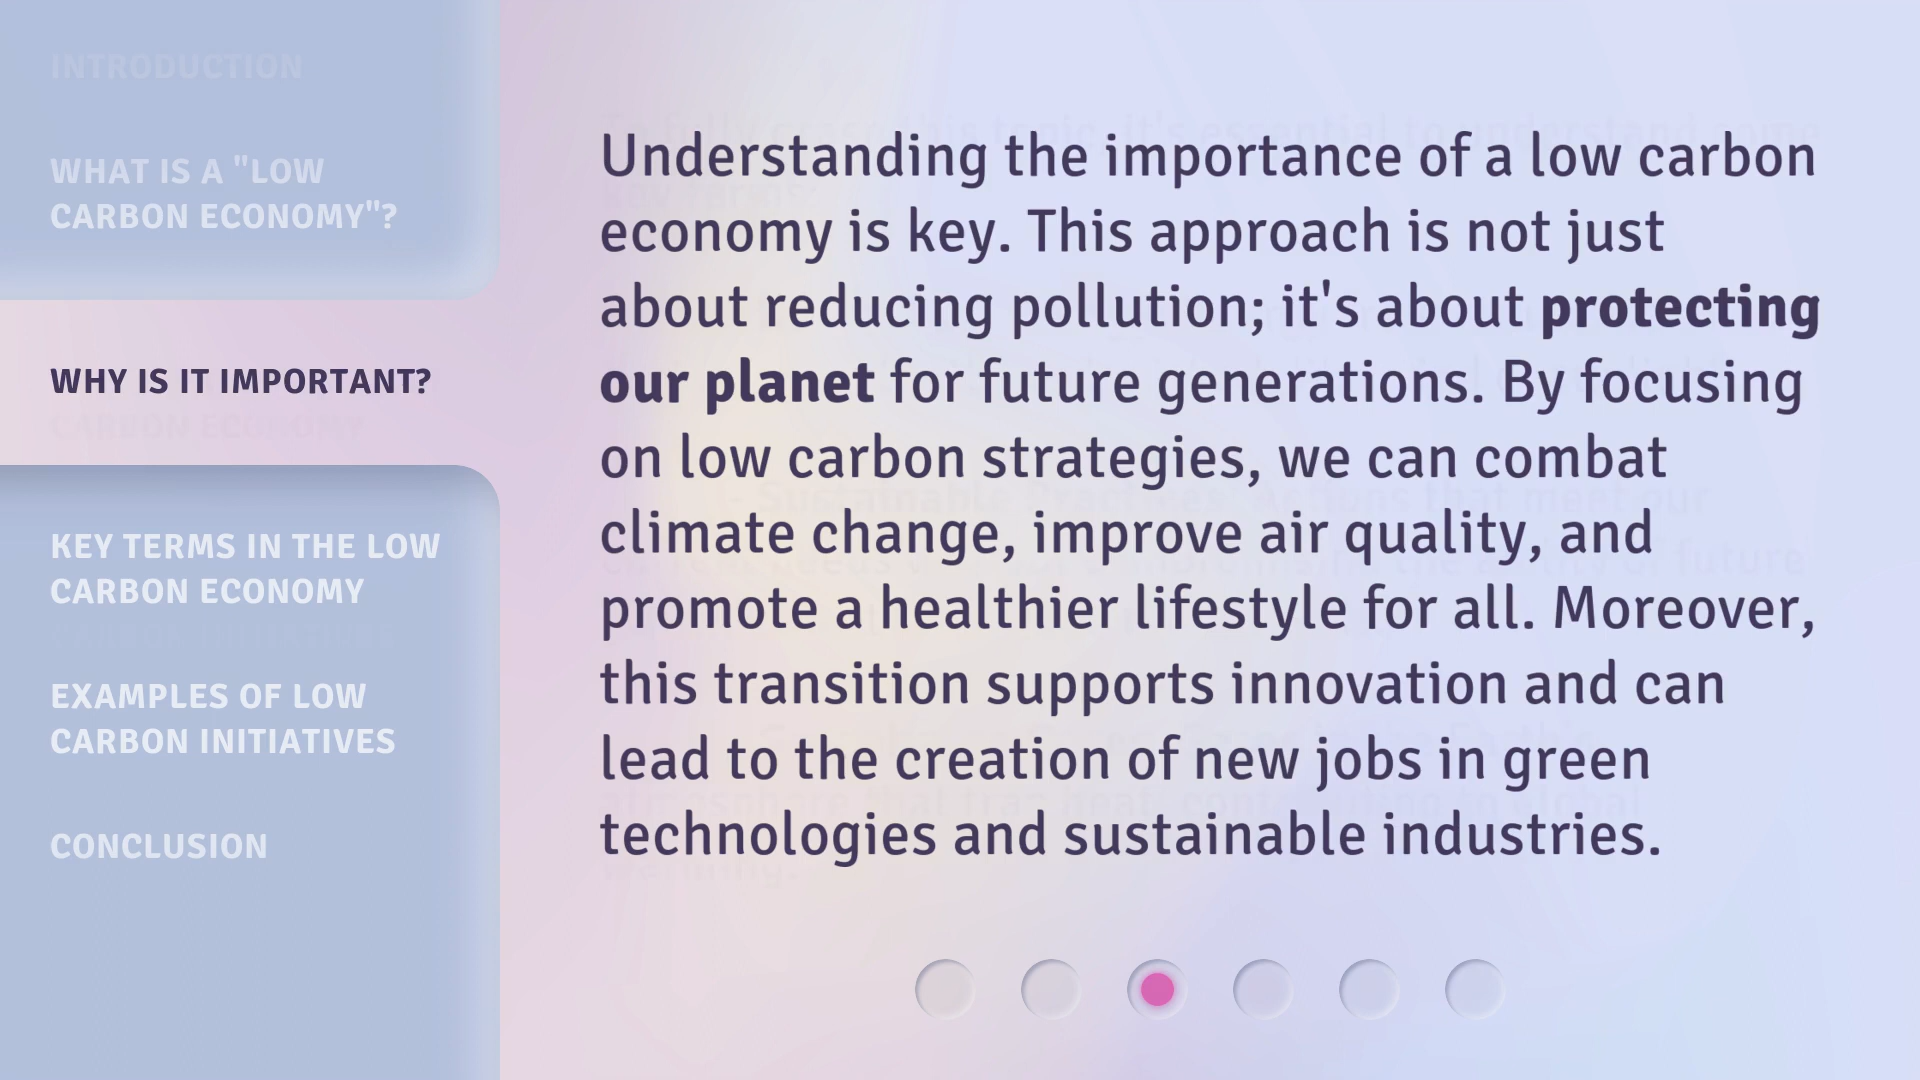 INTRODUCTION
WHAT IS A "LOW
CARBON ECONOMY"?
WHY IS IT IMPORTANT?
CARBON ECONOMY
KEY TERMS IN THE LOW
CARBON ECONOMY
EXAMPLES OF LOW
CARBON INITIATIVES
CONCLUSION
Understanding the importance of a low carbon
economy is key. This approach is not just
about reducing pollution; it's about protecting
our planet for future generations. By focusing
on low carbon strategies, we can combat
climate change, improve air quality, and
promote a healthier lifestyle for all. Moreover,
this transition supports innovation and can
lead to the creation of new jobs in green
technologies and sustainable industries.